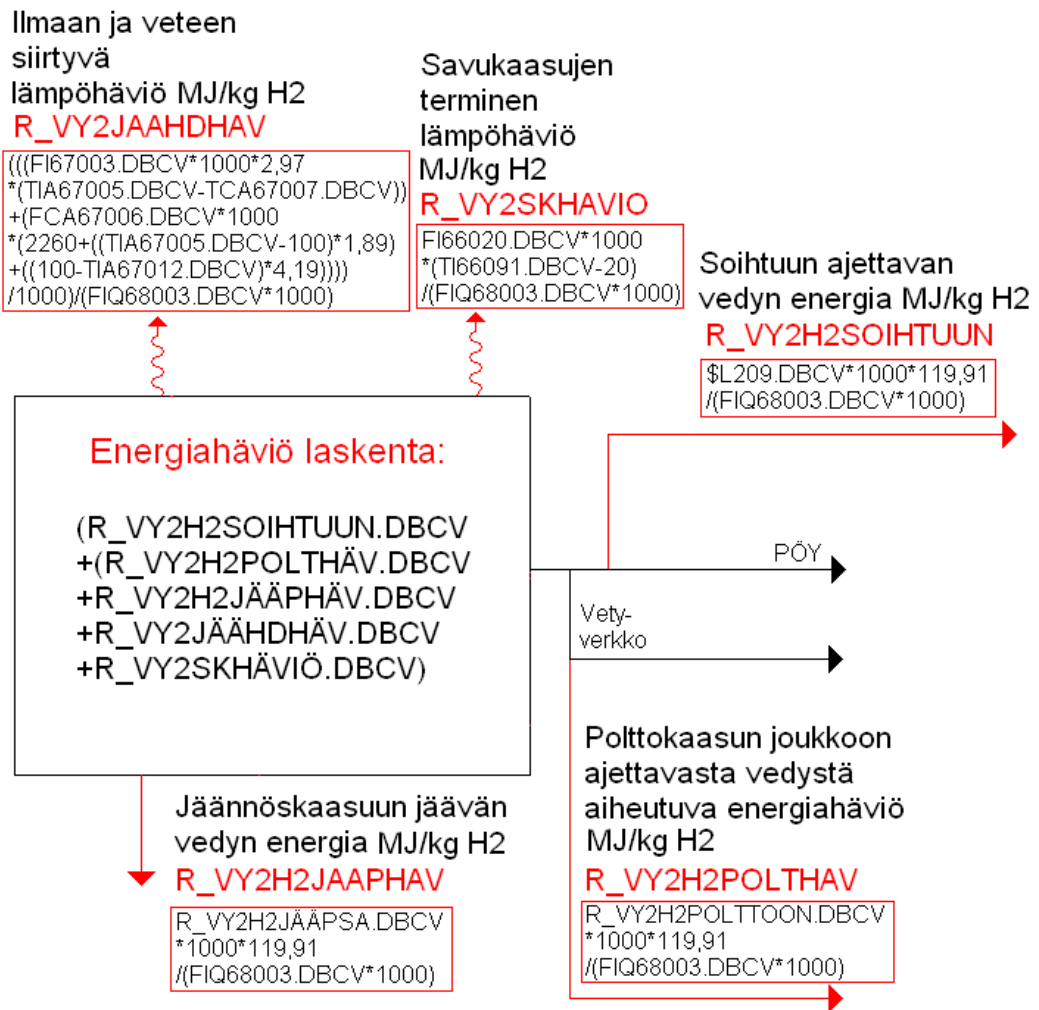 Ilmaan ja veteen
siirtyvä
lämpöhäviö MJ/kg H2
R_VY2JAAHDHAV
(((FI67003.DBCV*1000*2,97
*(TIA67005.DBCV-TCA67007.DBCV))
+(FCA67006.DBCV*1000
*(2260+((TIA67005.DBCV-100)*1,89)
+((100-TIA67012.DBCV)*4,19))))
/1000)/(FIQ68003.DBCV*1000)
Savukaasujen
terminen
lämpöhäviö
MJ/kg H2
R_VY2SKHAVIO
FI66020.DBCV*1000
*(TI66091.DBCV-20)
/(FIQ68003.DBCV*1000)
Soihtuun ajettavan
vedyn energia MJ/kg H2
R_VY2H2SOIHTUUN
$L209.DBCV*1000*119,91
/(FIQ68003.DBCV*1000)
Energiahäviö laskenta:
(R_VY2H2SOIHTUUN.DBCV
+(R_VY2H2POLTHÄV.DBCV
+R_VY2H2JÄÄPHÄV.DBCV
+R_VY2JÄÄHDHÄV.DBCV
+R_VY2SKHÄVIÖ.DBCV)
PÖY
Vety-
verkko
Jäännöskaasuun jäävän
vedyn energia MJ/kg H2
R_VY2H2JAAPHAV
R_VY2H2JÄÄPSA.DBCV
*1000*119,91
/(FIQ68003.DBCV*1000)
Polttokaasun joukkoon
ajettavasta vedystä
aiheutuva energiahäviö
MJ/kg H2
R_VY2H2POLTHAV
R_VY2H2POLTTOON.DBCV
*1000*119,91
/(FIQ68003.DBCV*1000)